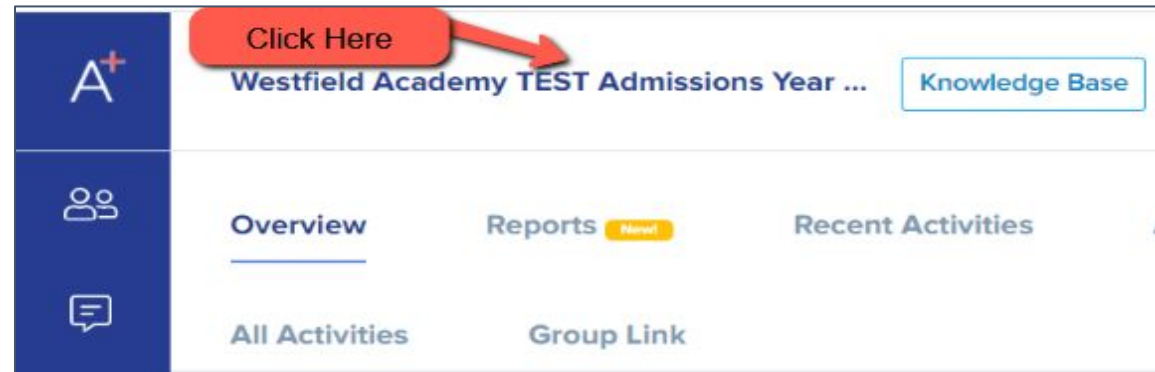 Click Here
A+
Westfield Academy TEST Admissions Year ... Knowledge Base
Overview Reports New! Recent Activities
All Activities Group Link